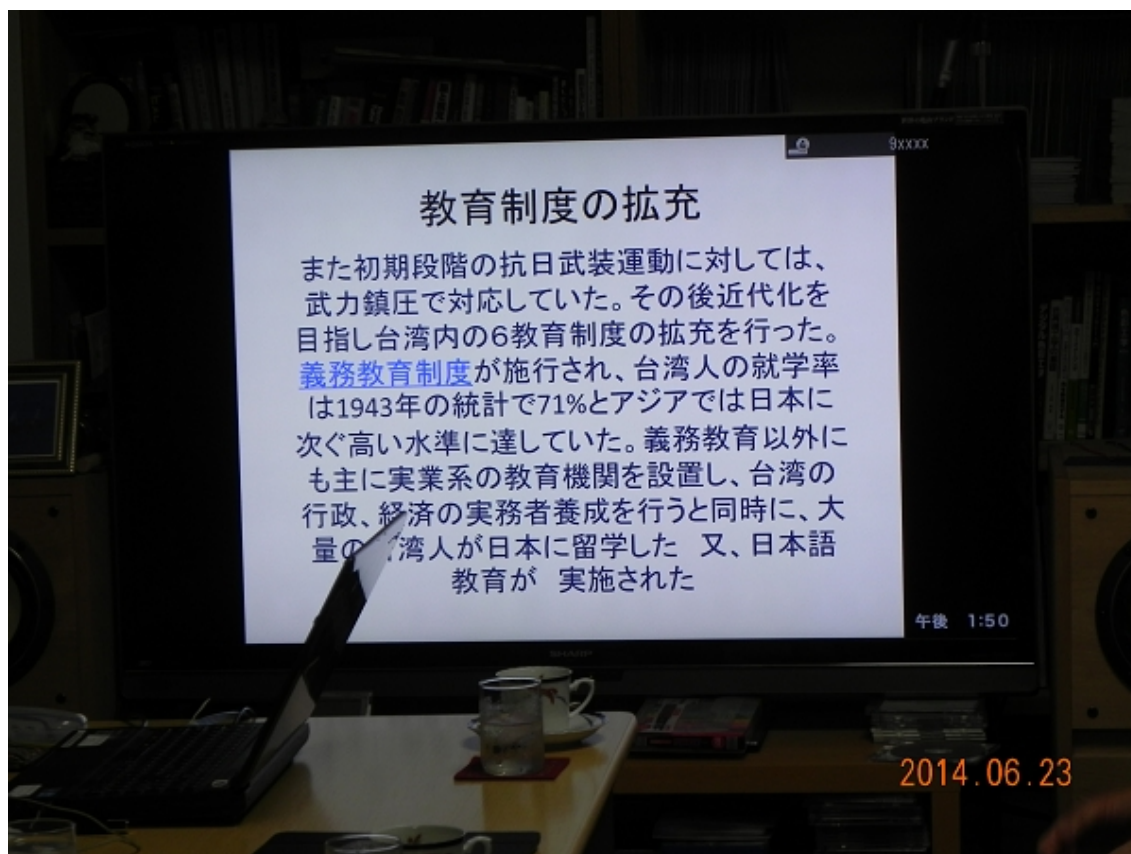 9xxxx
教育制度の拡充
また初期段階の抗日武装運動に対しては、
武力鎮圧で対応していた。その後近代化を
目指し台湾内の6教育制度の拡充を行った。
義務教育制度が施行され、台湾人の就学率
は1943年の統計で71%とアジアでは日本に
次ぐ高い水準に達していた。義務教育以外に
も主に実業系の教育機関を設置し、台湾の
行政、経済の実務者養成を行うと同時に、大
量の 湾人が日本に留学した 又、日本語
教育が 実施された
午後 1:50
SHARP
2014.06.23